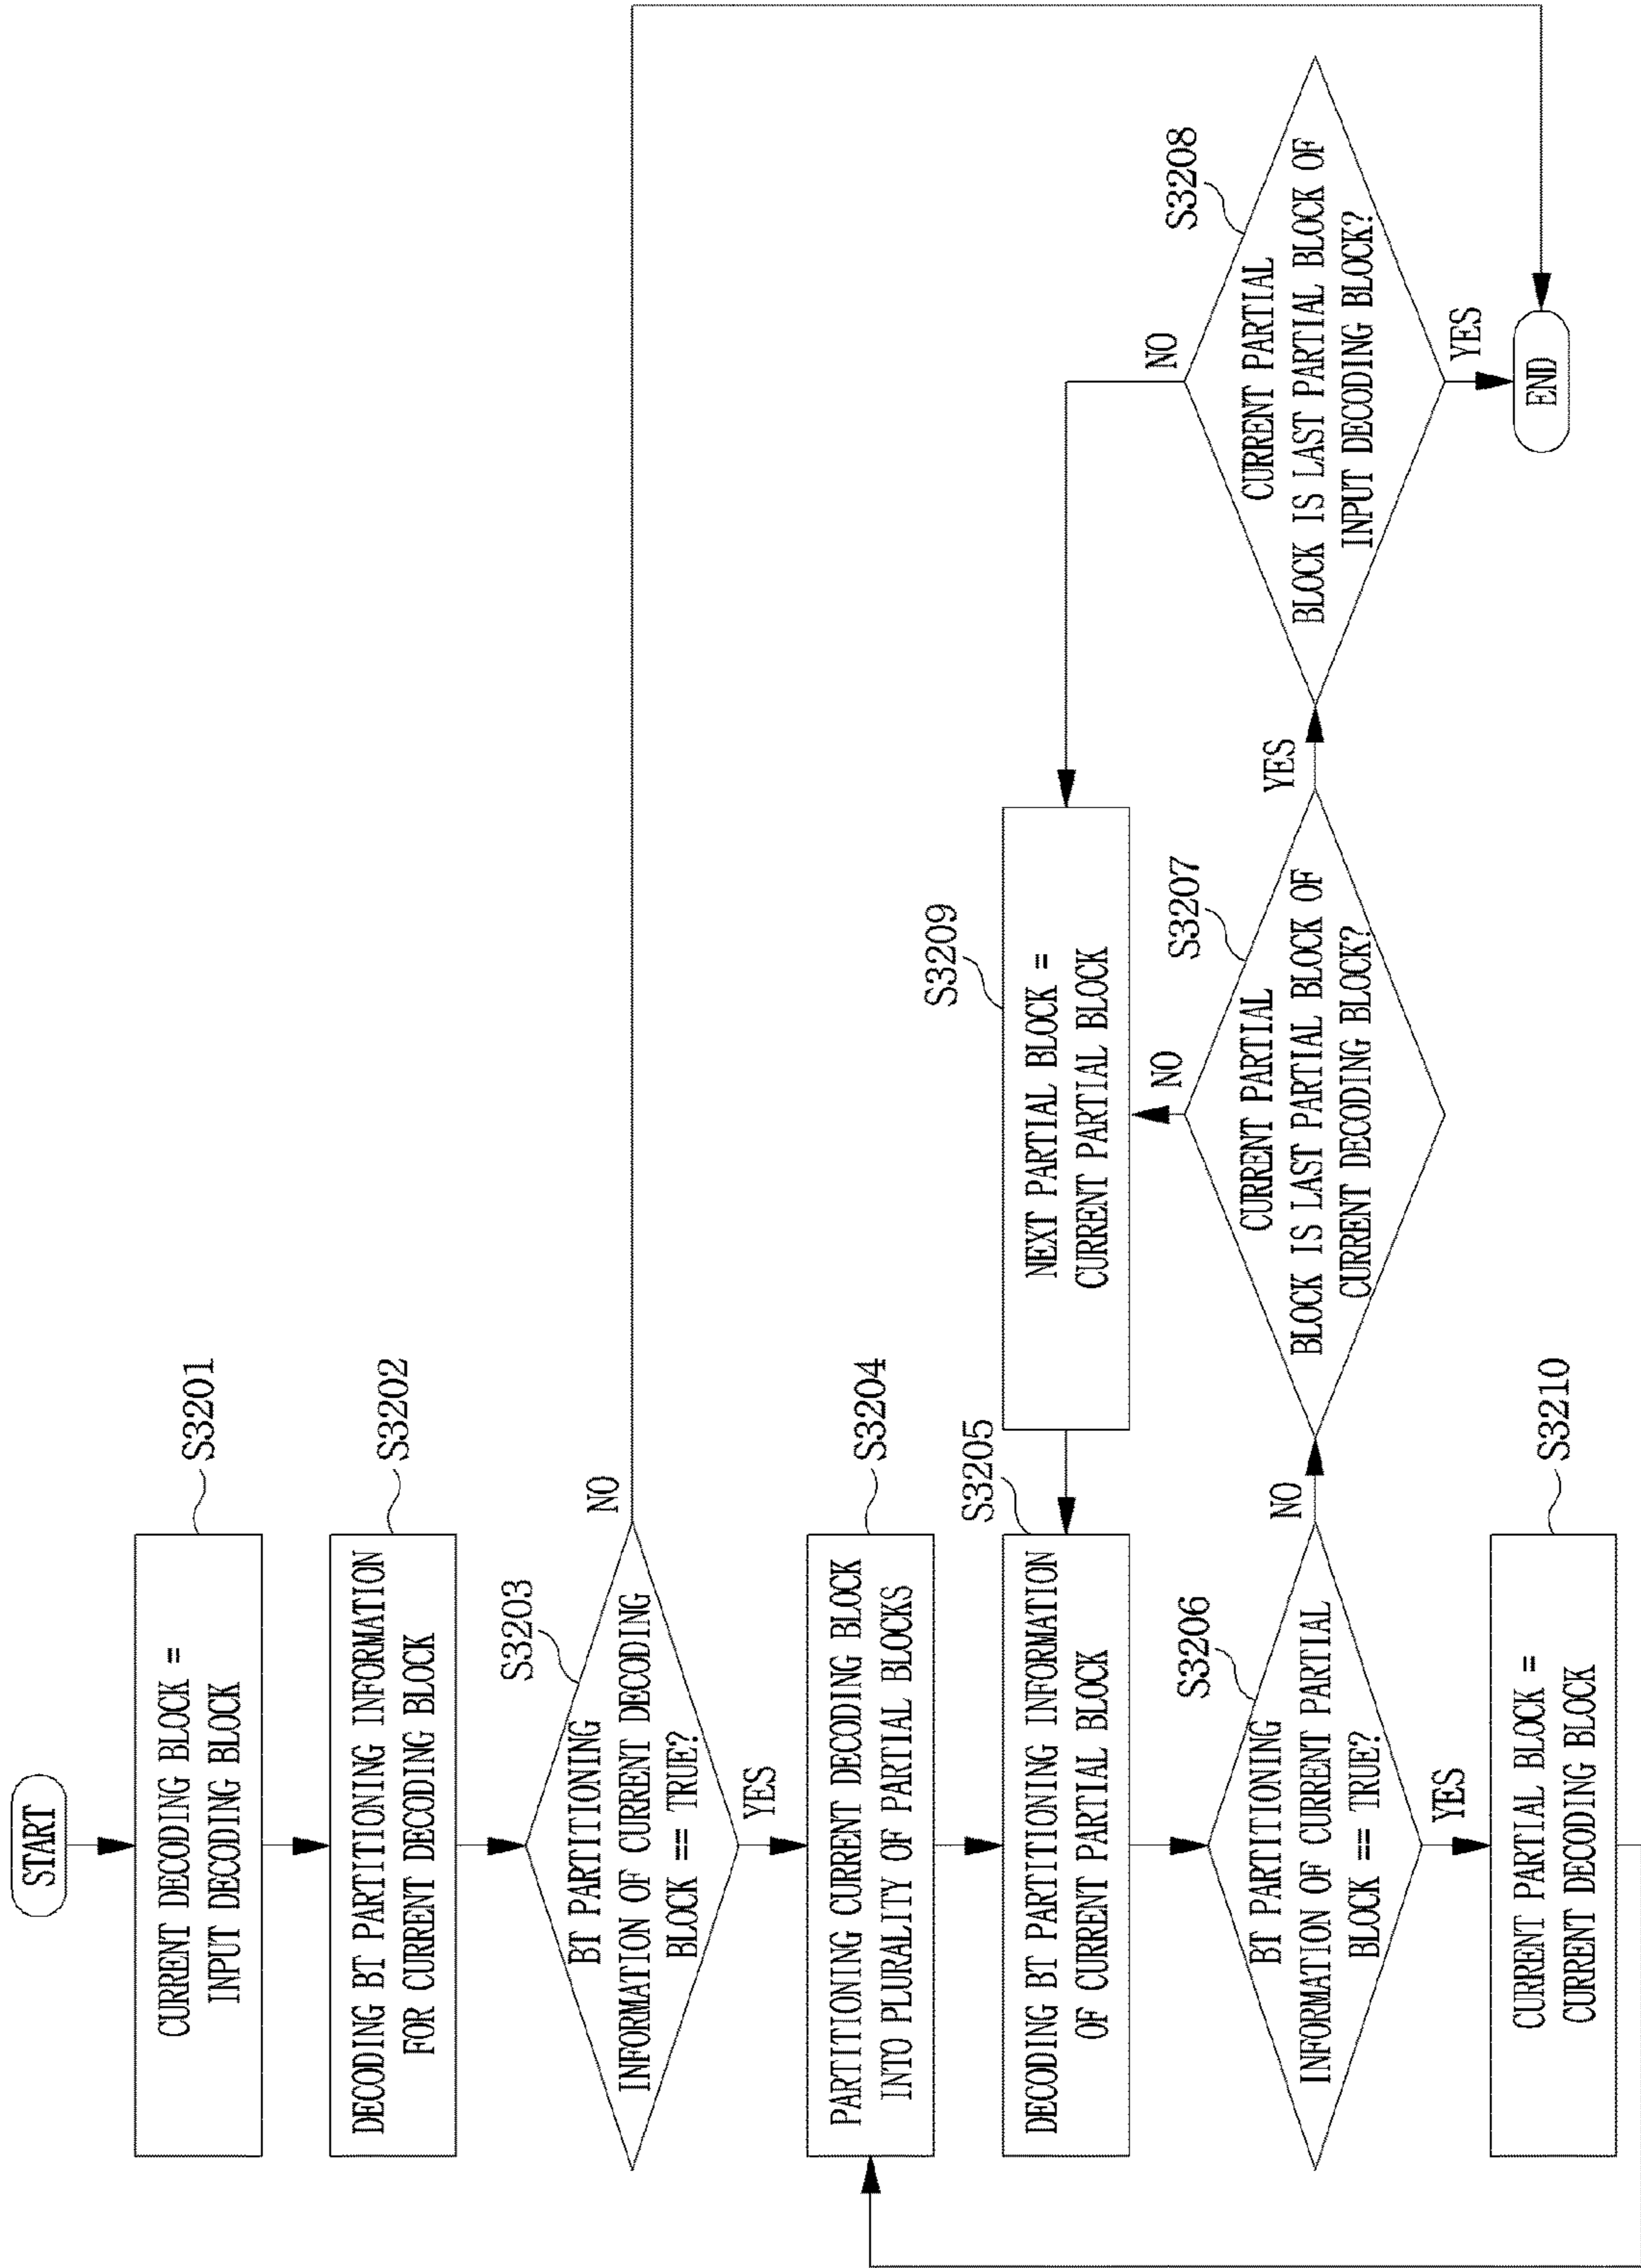 START
CURRENT DECODING BLOCK =
INPUT DECODING BLOCK
S3201
DECODING BT PARTITIONING INFORMATION
FOR CURRENT DECODING BLOCK
S3202
BT PARTITIONING
INFORMATION OF CURRENT DECODING
BLOCK == TRUE?
S3203
NO
YES
PARTITIONING CURRENT DECODING BLOCK
INTO PLURALITY OF PARTIAL BLOCKS
S3204
DECODING BT PARTITIONING INFORMATION
OF CURRENT PARTIAL BLOCK
S3205
NEXT PARTIAL BLOCK =
CURRENT PARTIAL BLOCK
S3209
BT PARTITIONING
INFORMATION OF CURRENT PARTIAL
BLOCK == TRUE?
S3206
NO
YES
CURRENT PARTIAL
BLOCK IS LAST PARTIAL BLOCK OF
CURRENT DECODING BLOCK?
S3207
NO
YES
CURRENT PARTIAL
BLOCK IS LAST PARTIAL BLOCK OF
INPUT DECODING BLOCK?
S3208
NO
YES
CURRENT PARTIAL BLOCK =
CURRENT DECODING BLOCK
S3210
END